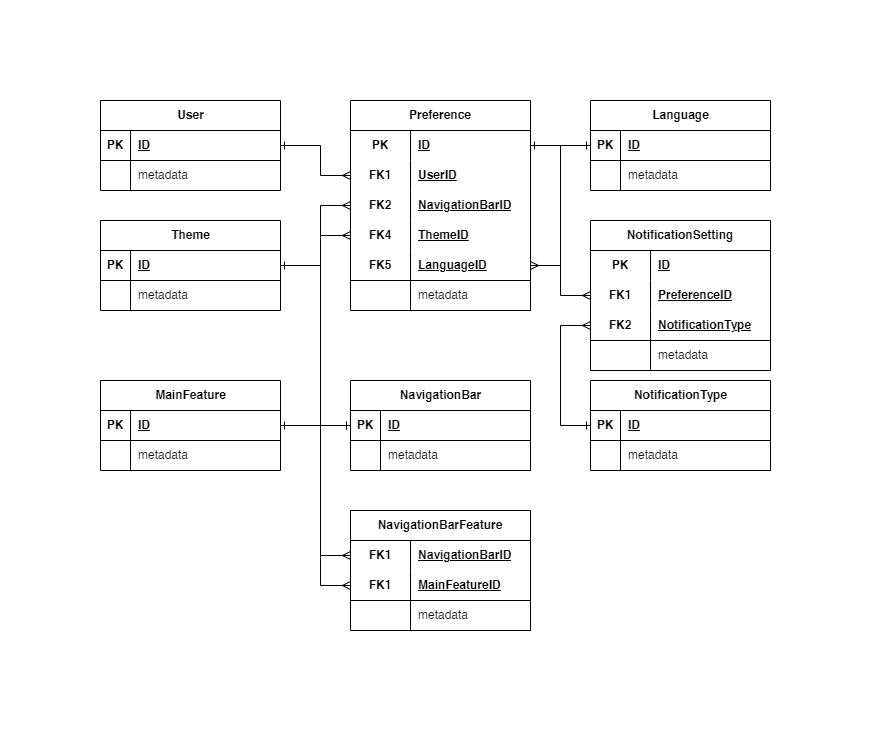 User
PK ID
metadata
Theme
PK ID
metadata
MainFeature
PK ID
metadata
Preference
PK ID
FK1 UserID
FK2 NavigationBarID
FK4 ThemeID
FK5 LanguageID
metadata
NavigationBar
PK ID
metadata
NavigationBarFeature
FK1 NavigationBarID
FK1 MainFeatureID
metadata
Language
PK ID
metadata
NotificationSetting
PK ID
FK1 PreferenceID
FK2 NotificationType
metadata
NotificationType
PK ID
metadata